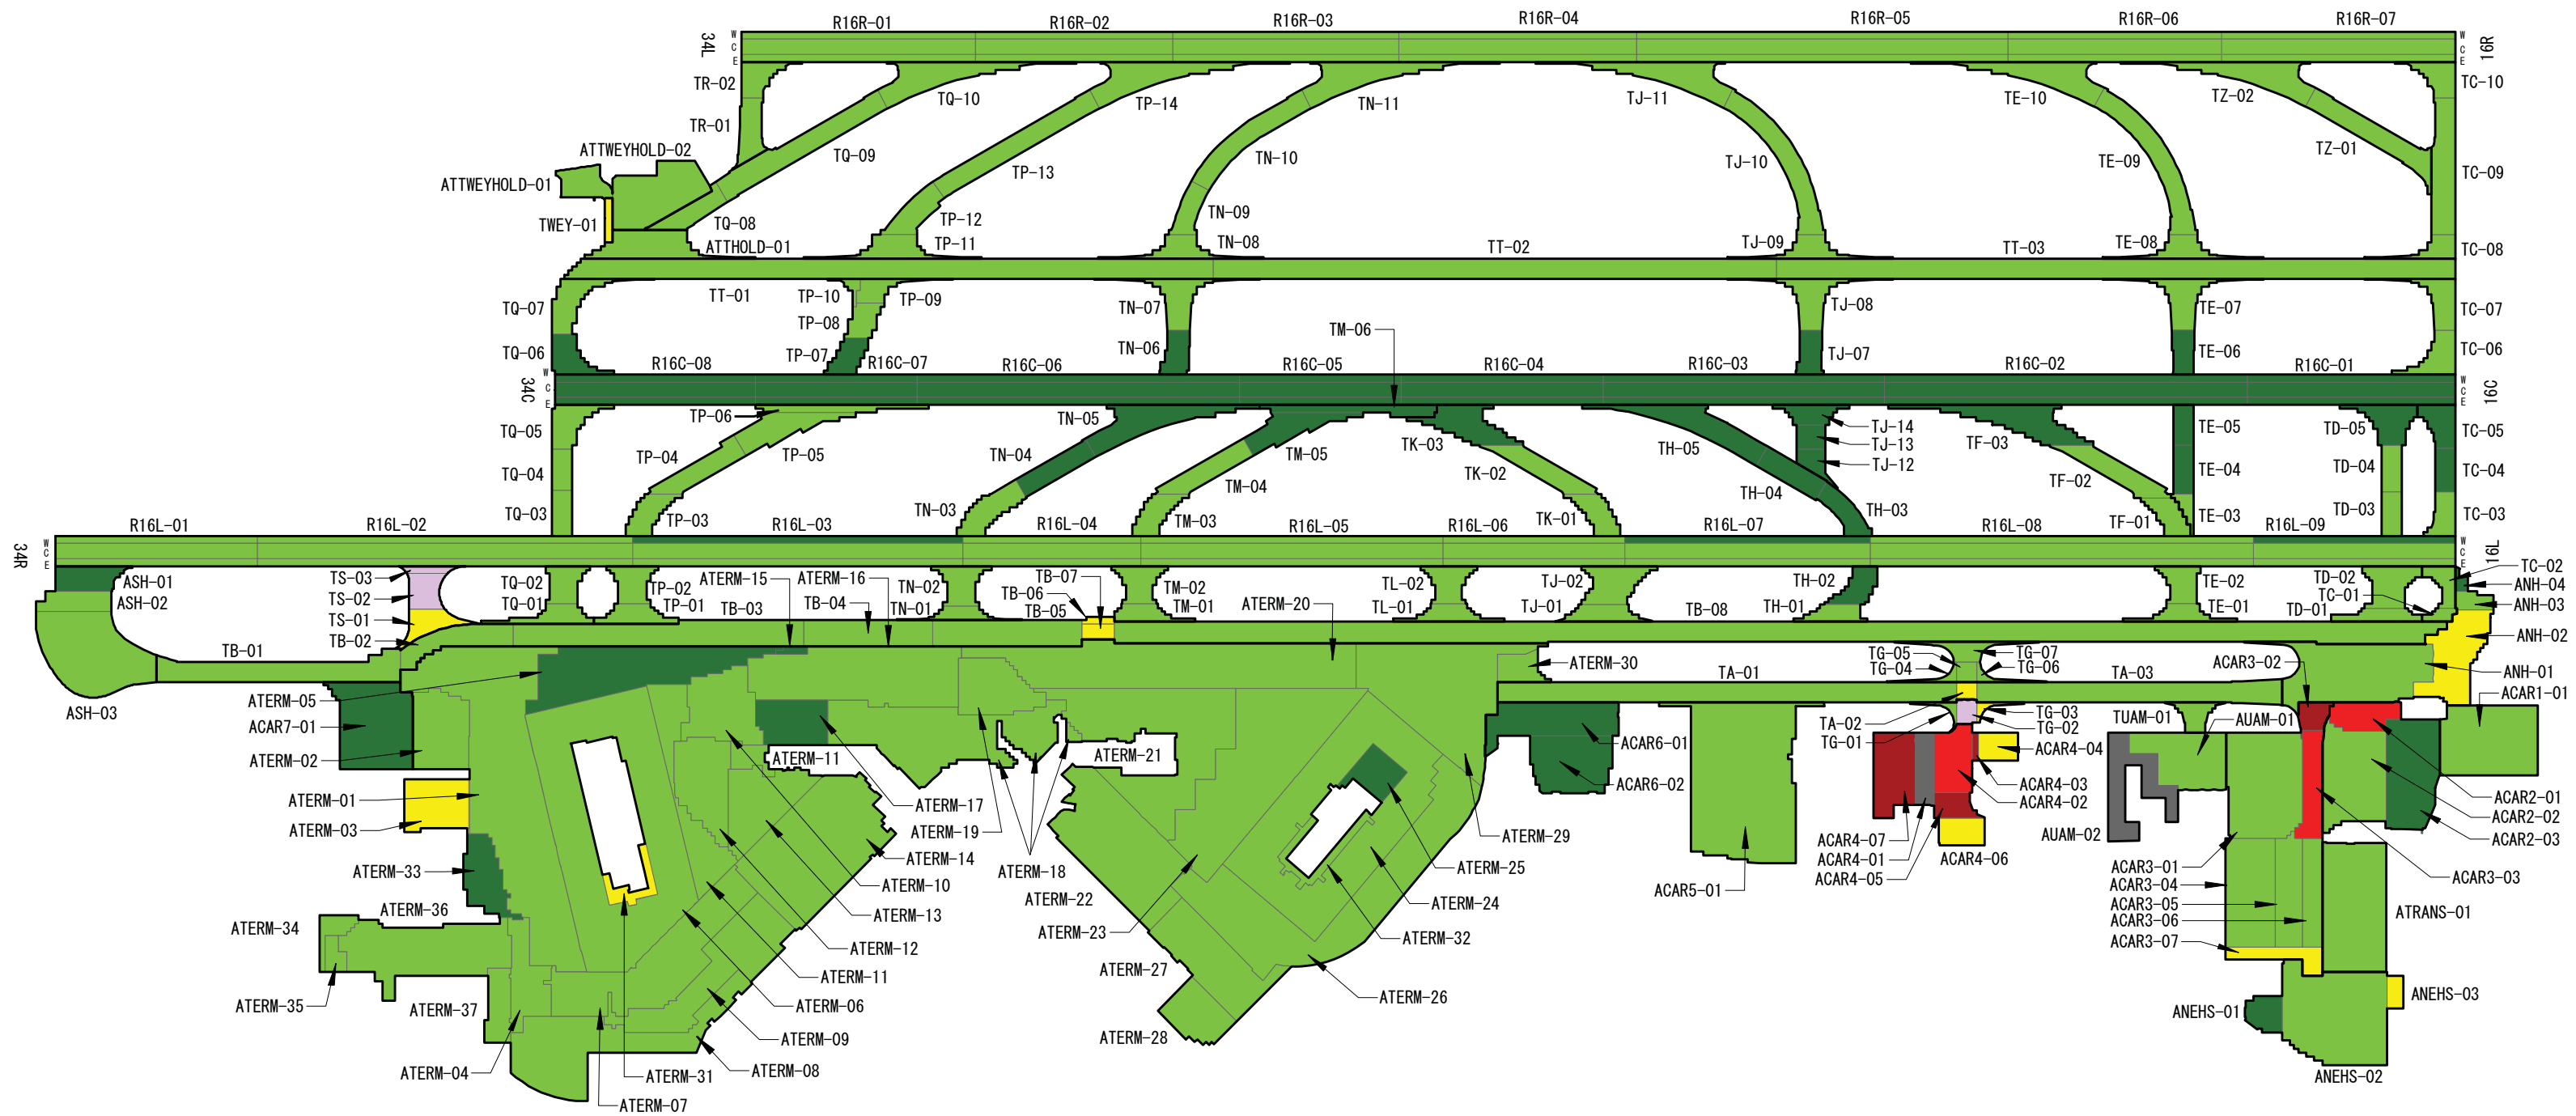 R16R-01
R16R-02
R16R-03
R16R-04
R16R-05
R16R-06
R16R-07
34L
W
C
E
W
C
E
16R
TR-02
TQ-10
TP-14
TN-11
TJ-11
TE-10
TZ-02
TC-10
TR-01
ATTWEYHOLD-02
TQ-09
TP-13
TN-10
TJ-10
TE-09
TZ-01
TC-09
ATTWEYHOLD-01
TWEY-01
TQ-08
TP-12
TN-09
ATTHOLD-01
TP-11
TN-08
TT-02
TJ-09
TT-03
TE-08
TC-08
TQ-07
TT-01
TP-10
TP-09
TN-07
TJ-08
TE-07
TC-07
TP-08
TM-06
TQ-06
TP-07
TN-06
TJ-07
TE-06
TC-06
R16C-08
R16C-07
R16C-06
R16C-05
R16C-04
R16C-03
R16C-02
R16C-01
34C
W
C
E
W
C
E
16C
TP-06
TN-05
TQ-05
TK-03
TJ-14
TE-05
TD-05
TC-05
TP-04
TP-05
TN-04
TM-05
TH-05
TJ-13
TF-03
TQ-04
TM-04
TK-02
TJ-12
TE-04
TD-04
TC-04
TH-04
TF-02
TQ-03
TP-03
TN-03
TM-03
TK-01
TH-03
TF-01
TE-03
TD-03
TC-03
R16L-01
R16L-02
R16L-03
R16L-04
R16L-05
R16L-06
R16L-07
R16L-08
R16L-09
34R
W
C
E
W
C
E
16L
ASH-01
TS-03
TQ-02
TP-02
ATERM-15
ATERM-16
TN-02
TB-07
TM-02
TL-02
TJ-02
TH-02
TE-02
TD-02
TC-02
ANH-04
ASH-02
TS-02
TQ-01
TP-01
TB-03
TB-04
TN-01
TB-06
TB-05
TM-01
ATERM-20
TL-01
TJ-01
TH-01
TB-08
TE-01
TD-01
TC-01
ANH-03
TS-01
TB-02
TB-01
ANH-02
ATERM-30
TA-01
TG-05
TG-04
TG-07
TG-06
TA-03
ACAR3-02
ANH-01
ACAR1-01
ASH-03
ATERM-05
ACAR7-01
ATERM-02
TA-02
TG-01
TG-03
TG-02
TUAM-01
AUAM-01
ATERM-11
ATERM-21
ACAR6-01
ACAR6-02
ACAR4-04
ACAR4-03
ACAR4-02
ATERM-01
ATERM-03
ATERM-17
ATERM-19
ATERM-14
ATERM-18
ATERM-29
ATERM-25
ACAR4-07
ACAR4-01
ACAR4-05
ACAR4-06
AUAM-02
ACAR2-01
ACAR2-02
ACAR2-03
ATERM-33
ATERM-10
ATERM-22
ACAR5-01
ACAR3-01
ACAR3-04
ACAR3-03
ATERM-36
ATERM-13
ATERM-24
ACAR3-05
ATRANS-01
ATERM-34
ATERM-23
ATERM-32
ACAR3-06
ATERM-12
ACAR3-07
ATERM-11
ATERM-27
ATERM-35
ATERM-37
ATERM-06
ATERM-26
ANEHS-01
ANEHS-03
ATERM-09
ATERM-28
ATERM-04
ATERM-31
ATERM-08
ANEHS-02
ATERM-07